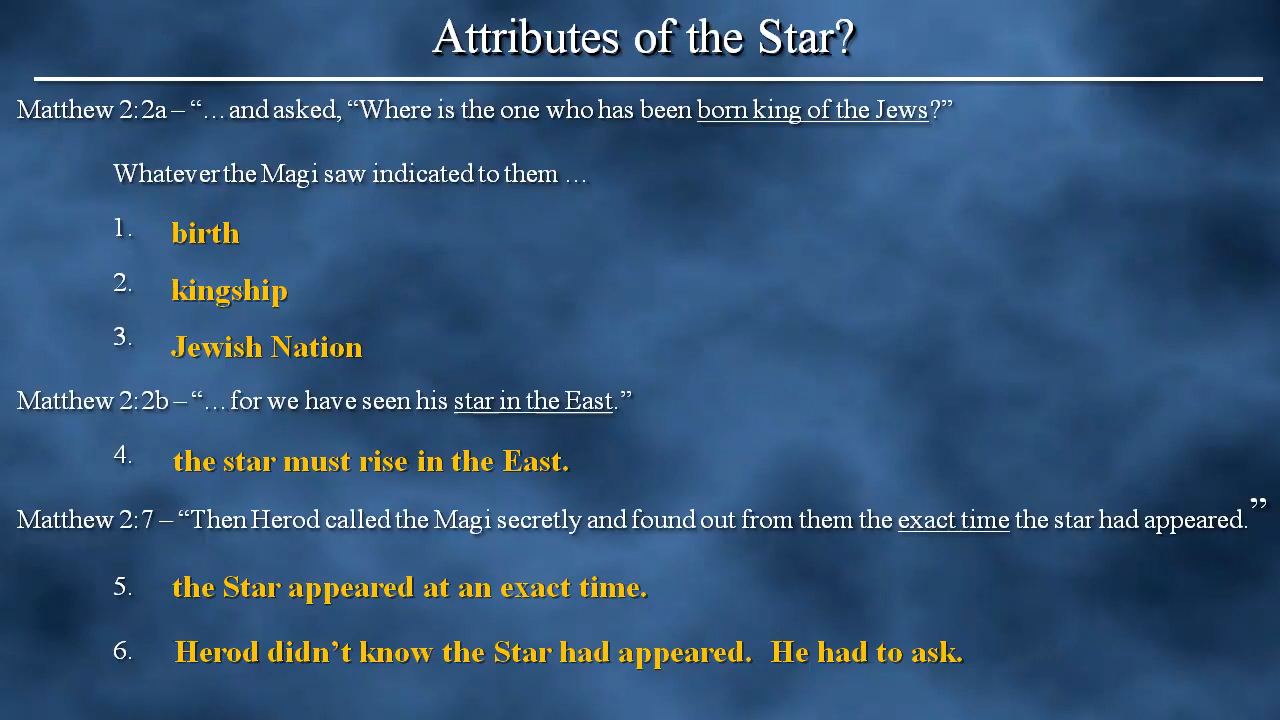 Attributes of the Star?
Matthew 2:2a – “…and asked, “Where is the one who has been born king of the Jews?”
Whatever the Magi saw indicated to them …
1. birth
2. kingship
3. Jewish Nation
Matthew 2:2b – “…for we have seen his star in the East.”
4. the star must rise in the East.
Matthew 2:7 – “Then Herod called the Magi secretly and found out from them the exact time the star had appeared.”
5. the Star appeared at an exact time.
6. Herod didn’t know the Star had appeared. He had to ask.